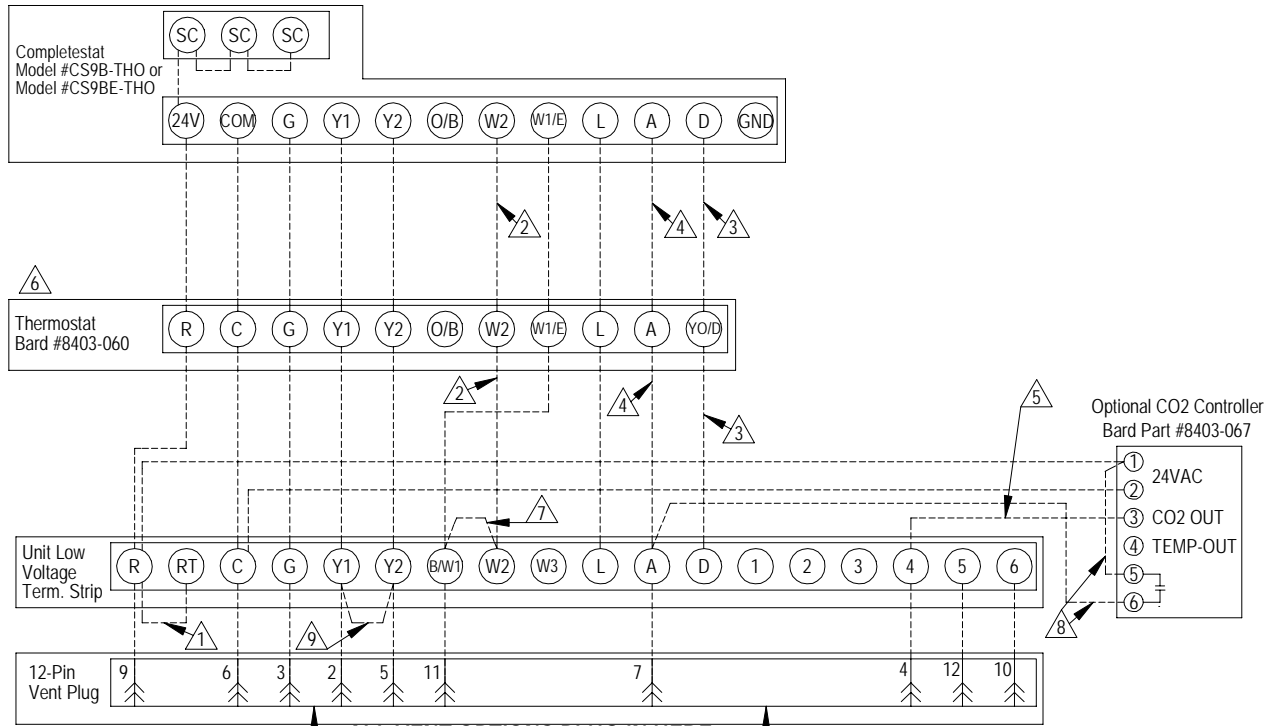 SC SC SC
Completestat
Model #CS9B-THO or
Model #CS9BE-THO
24V COM G Y1 Y2 O/B W2 W1/E L A D GND
2 4 3
6
Thermostat
Bard #8403-060
R C G Y1 Y2 O/B W2 W1/E L A YO/D
2 4 3 5
Optional CO2 Controller
Bard Part #8403-067
1 24VAC
2
3 CO2 OUT
4 TEMP-OUT
5
6
7
8
Unit Low
Voltage
Term. Strip
R RT C G Y1 Y2 B/W1 W2 W3 L A D 1 2 3 4 5 6
1 9
12-Pin
Vent Plug
9 6 3 2 5 11 7 4 12 10